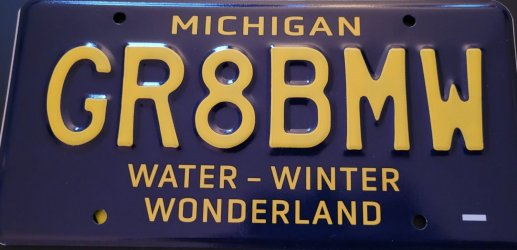 MICHIGAN
GR8BMW
WATER - WINTER
WONDERLAND